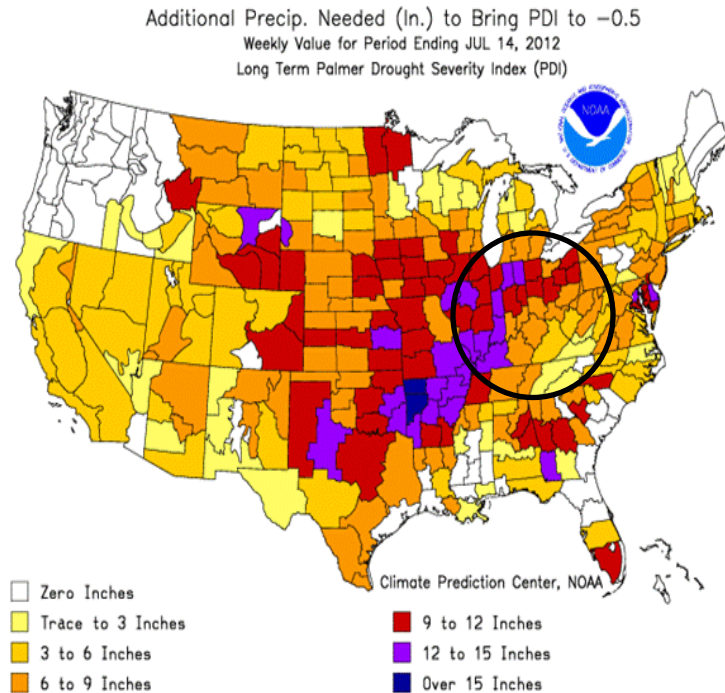 Additional Precip. Needed (In.) to Bring PDI to −0.5
Weekly Value for Period Ending JUL 14, 2012
Long Term Palmer Drought Severity Index (PDI)
NOAA
Climate Prediction Center, NOAA
Zero Inches
Trace to 3 Inches
3 to 6 Inches
6 to 9 Inches
9 to 12 Inches
12 to 15 Inches
Over 15 Inches